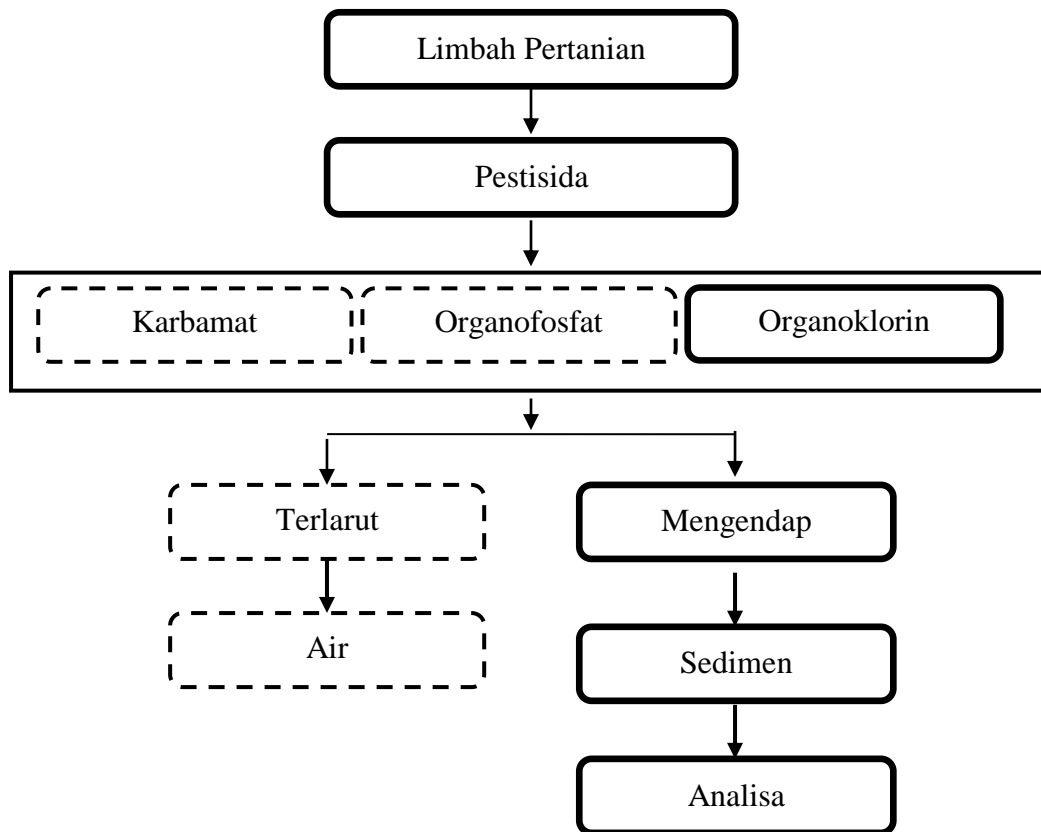 Limbah Pertanian
Pestisida
Karbamat
Organofosfat
Organoklorin
Terlarut
Mengendap
Air
Sedimen
Analisa